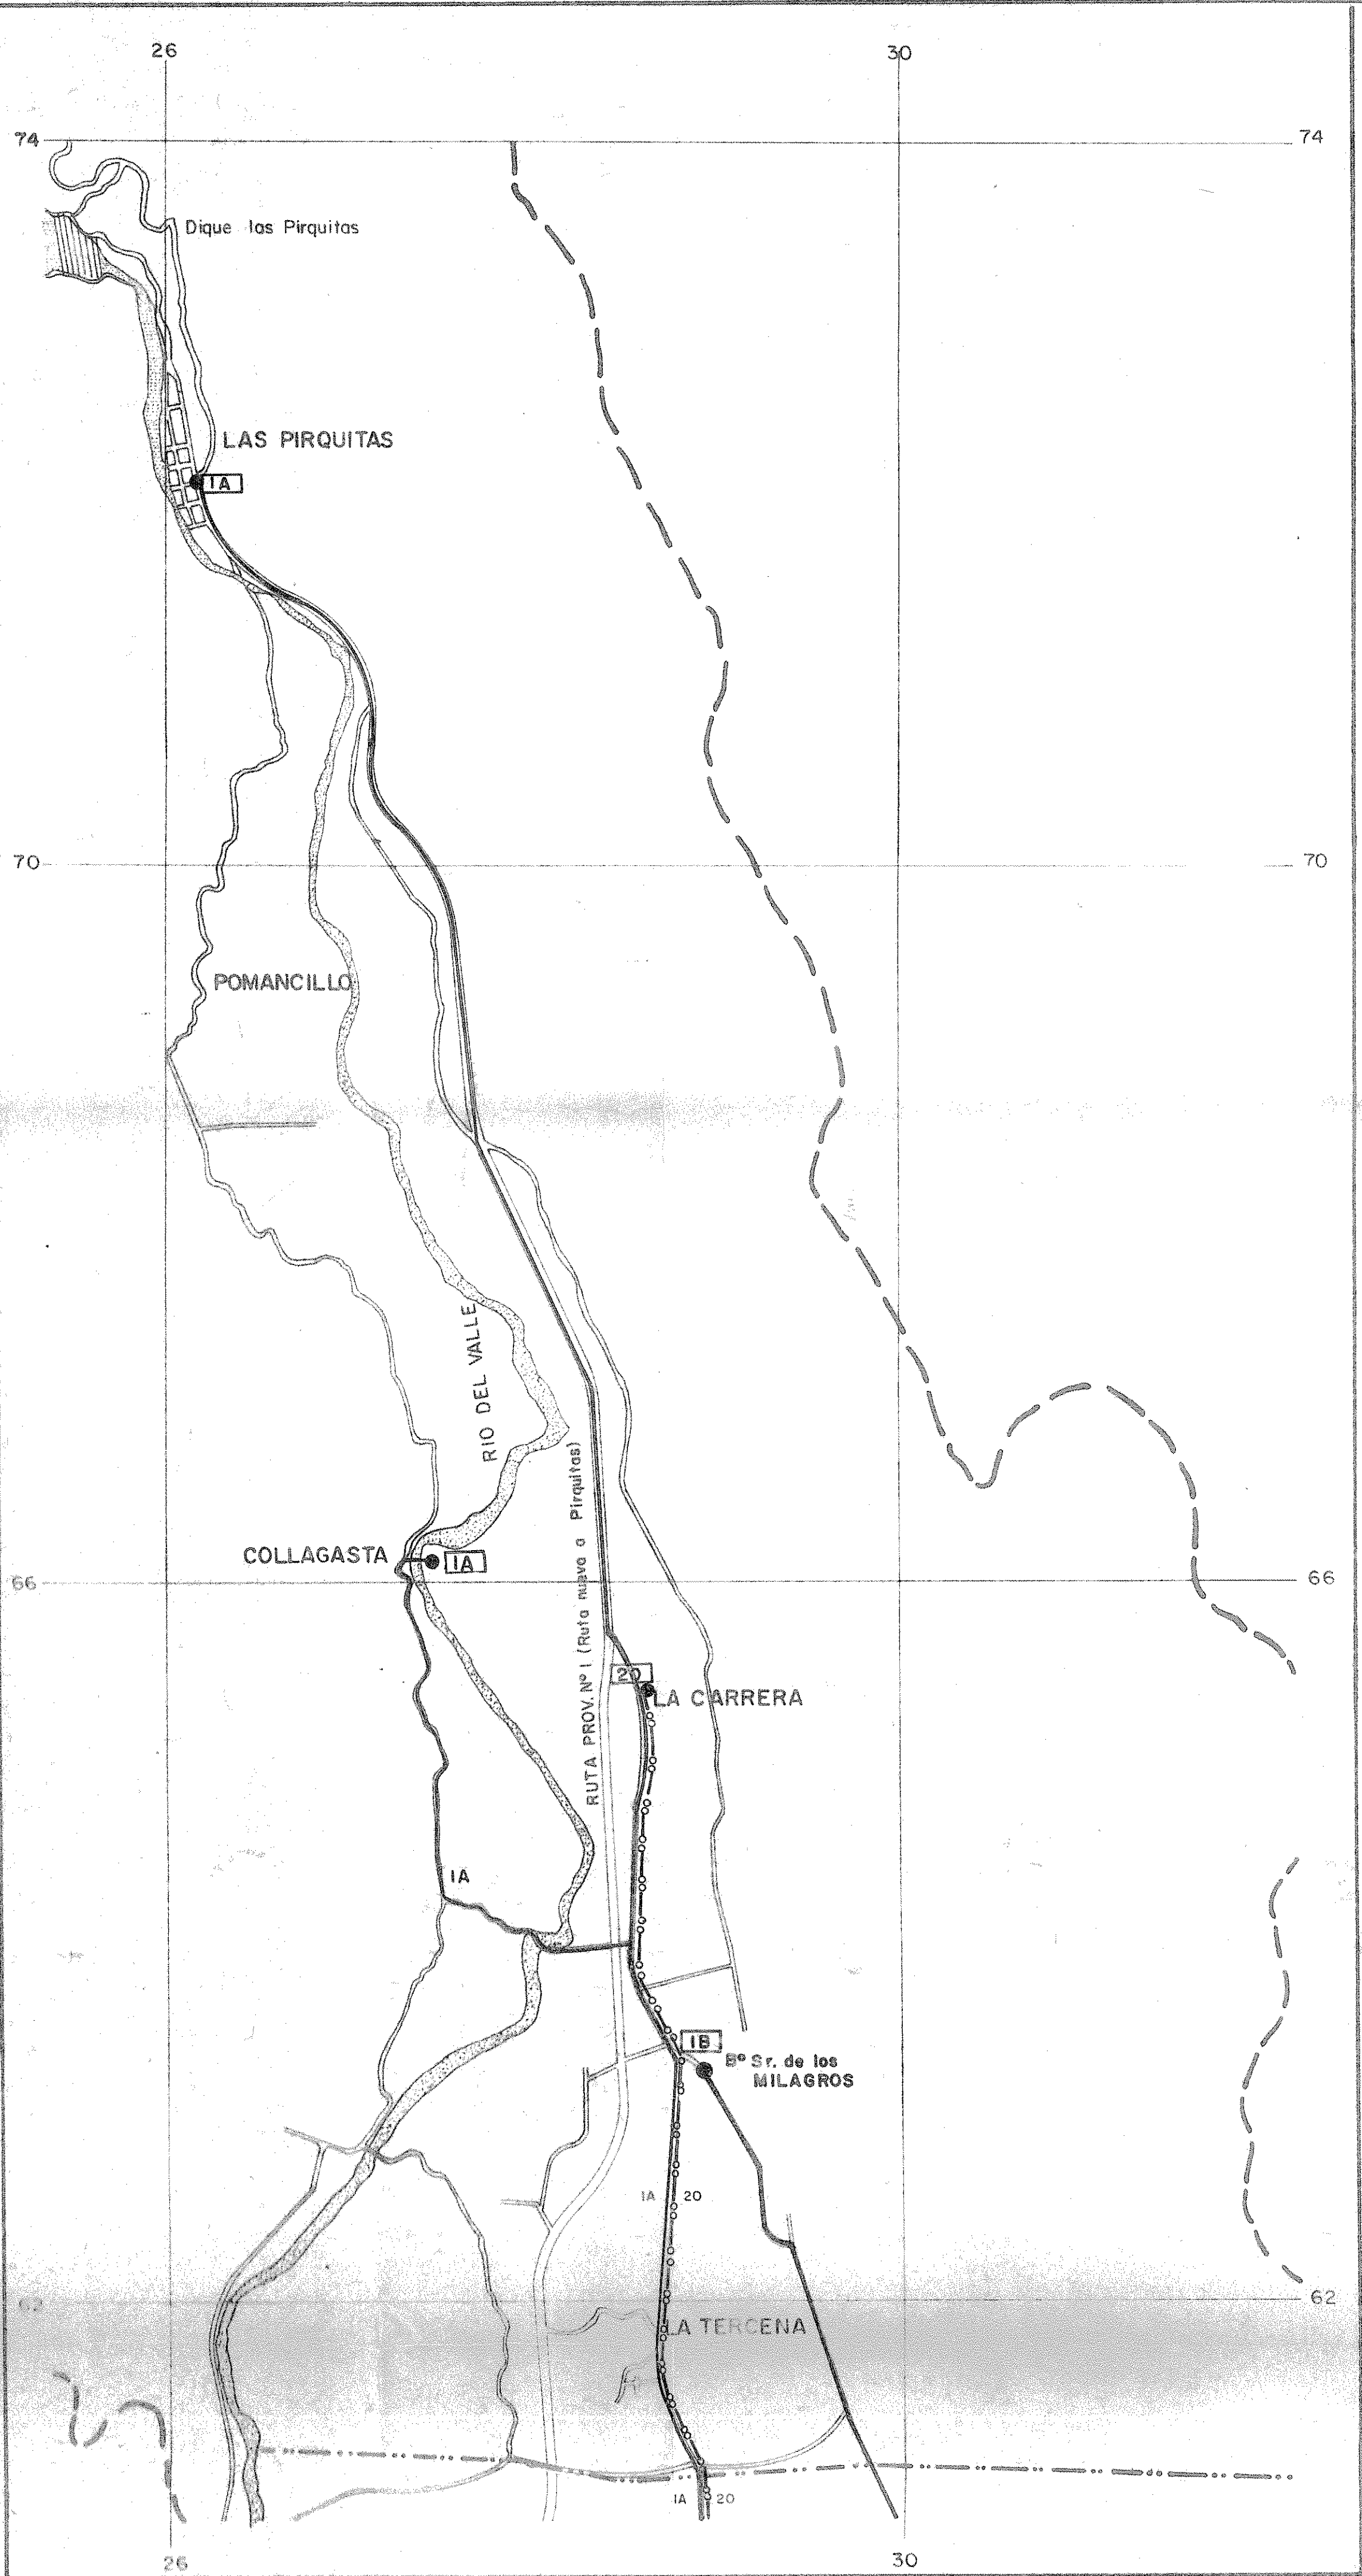 26
30
74
74
Dique las Pirquitas
LAS PIRQUITAS
1A
70
70
POMANCILLO
RIO DEL VALLE
RUTA PROV. Nº 1 (Ruta nueva a Pirquitas)
COLLAGASTA
1A
66
66
20
LA CARRERA
1A
1B
Bº Sr. de los
MILAGROS
1A
20
62
62
LA TERCENA
1A
20
26
30